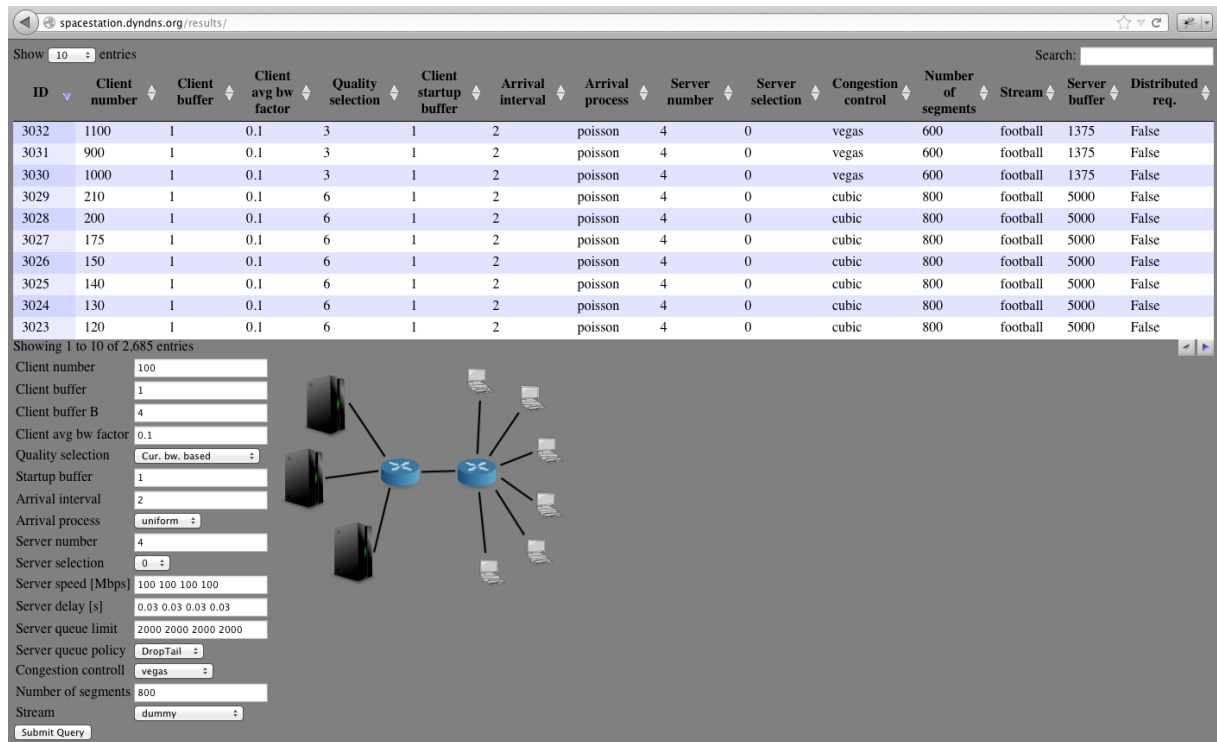 spacestation.dyndns.org/results/
Show 10 entries Search:
ID Client number Client buffer Client avg bw factor Quality selection Client startup buffer Arrival interval Arrival process Server number Server selection Congestion control Number of segments Stream Server buffer Distributed req.
3032 1100 1 0.1 3 1 2 poisson 4 0 vegas 600 football 1375 False
3031 900 1 0.1 3 1 2 poisson 4 0 vegas 600 football 1375 False
3030 1000 1 0.1 3 1 2 poisson 4 0 vegas 600 football 1375 False
3029 210 1 0.1 6 1 2 poisson 4 0 cubic 800 football 5000 False
3028 200 1 0.1 6 1 2 poisson 4 0 cubic 800 football 5000 False
3027 175 1 0.1 6 1 2 poisson 4 0 cubic 800 football 5000 False
3026 150 1 0.1 6 1 2 poisson 4 0 cubic 800 football 5000 False
3025 140 1 0.1 6 1 2 poisson 4 0 cubic 800 football 5000 False
3024 130 1 0.1 6 1 2 poisson 4 0 cubic 800 football 5000 False
3023 120 1 0.1 6 1 2 poisson 4 0 cubic 800 football 5000 False
Showing 1 to 10 of 2,685 entries
Client number 100
Client buffer 1
Client buffer B 4
Client avg bw factor 0.1
Quality selection Cur. bw. based
Startup buffer 1
Arrival interval 2
Arrival process uniform
Server number 4
Server selection 0
Server speed [Mbps] 100 100 100 100
Server delay [s] 0.03 0.03 0.03 0.03
Server queue limit 2000 2000 2000 2000
Server queue policy DropTail
Congestion controll vegas
Number of segments 800
Stream dummy
Submit Query